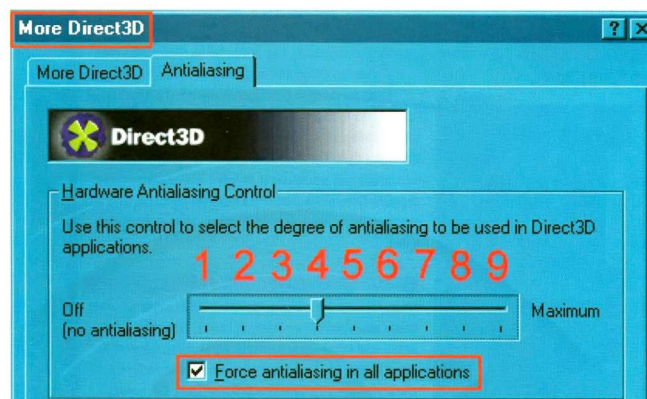 More Direct3D
More Direct3D Antialiasing
Direct3D
Hardware Antialiasing Control
Use this control to select the degree of antialiasing to be used in Direct3D
applications.
1 2 3 4 5 6 7 8 9
Off
(no antialiasing)
Maximum
Force antialiasing in all applications